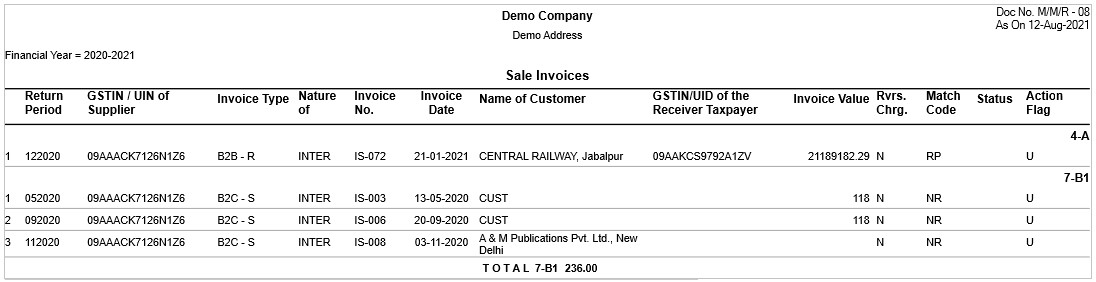 Demo Company
Doc No. M/M/R - 08
Demo Address
As On 12-Aug-2021
Financial Year = 2020-2021
Sale Invoices
Return Period GSTIN / UIN of Supplier Invoice Type Nature of Invoice No. Invoice Date Name of Customer GSTIN/UID of the Receiver Taxpayer Invoice Value Rvrs. Chrg. Match Code Status Action Flag
4-A
1 122020 09AAACK7126N1Z6 B2B - R INTER IS-072 21-01-2021 CENTRAL RAILWAY, Jabalpur 09AAKCS9792A1ZV 21189182.29 N RP U
7-B1
1 052020 09AAACK7126N1Z6 B2C - S INTER IS-003 13-05-2020 CUST 118 N NR U
2 092020 09AAACK7126N1Z6 B2C - S INTER IS-006 20-09-2020 CUST 118 N NR U
3 112020 09AAACK7126N1Z6 B2C - S INTER IS-008 03-11-2020 A & M Publications Pvt. Ltd., New Delhi N NR U
T O T A L 7-B1 236.00